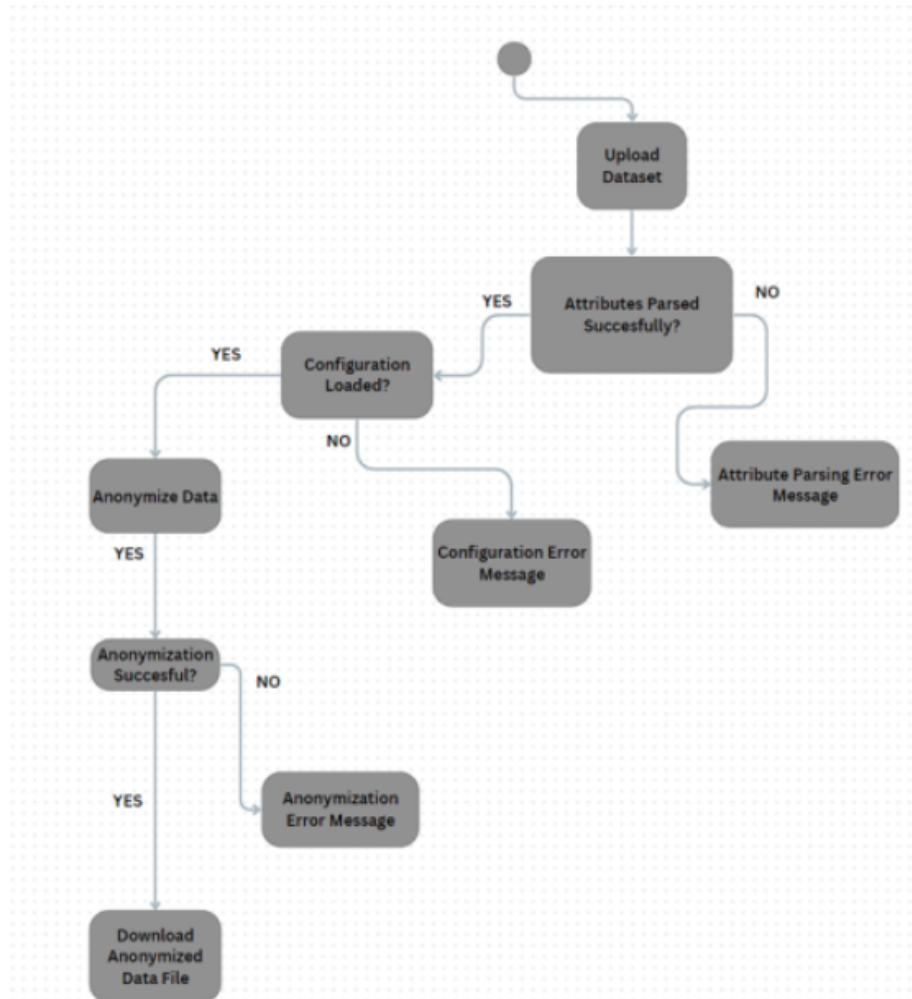 Upload
Dataset
Attributes Parsed
Succesfully?
YES
NO
Configuration
Loaded?
YES
NO
Attribute Parsing Error
Message
Anonymize Data
Configuration Error
Message
YES
Anonymization
Succesful?
NO
YES
Anonymization
Error Message
Download
Anonymized
Data File